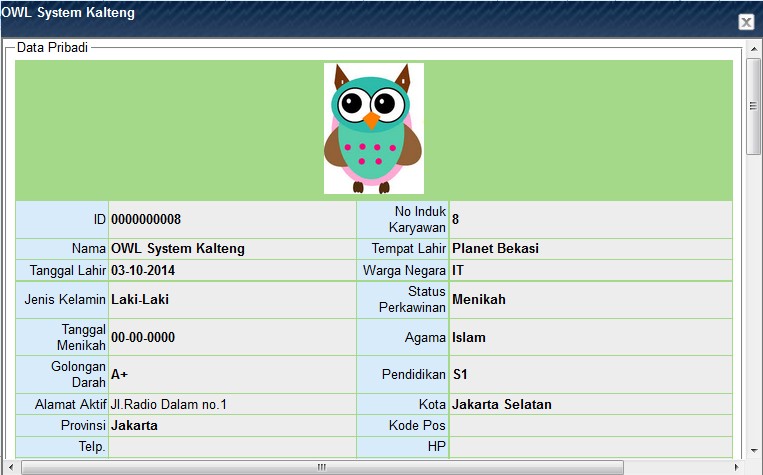 OWL System Kalteng
Data Pribadi
ID 0000000008 No Induk
Karyawan 8
Nama OWL System Kalteng Tempat Lahir Planet Bekasi
Tanggal Lahir 03-10-2014 Warga Negara IT
Jenis Kelamin Laki-Laki Status
Perkawinan Menikah
Tanggal
Menikah 00-00-0000 Agama Islam
Golongan
Darah A+ Pendidikan S1
Alamat Aktif Jl.Radio Dalam no.1 Kota Jakarta Selatan
Provinsi Jakarta Kode Pos
Telp. HP